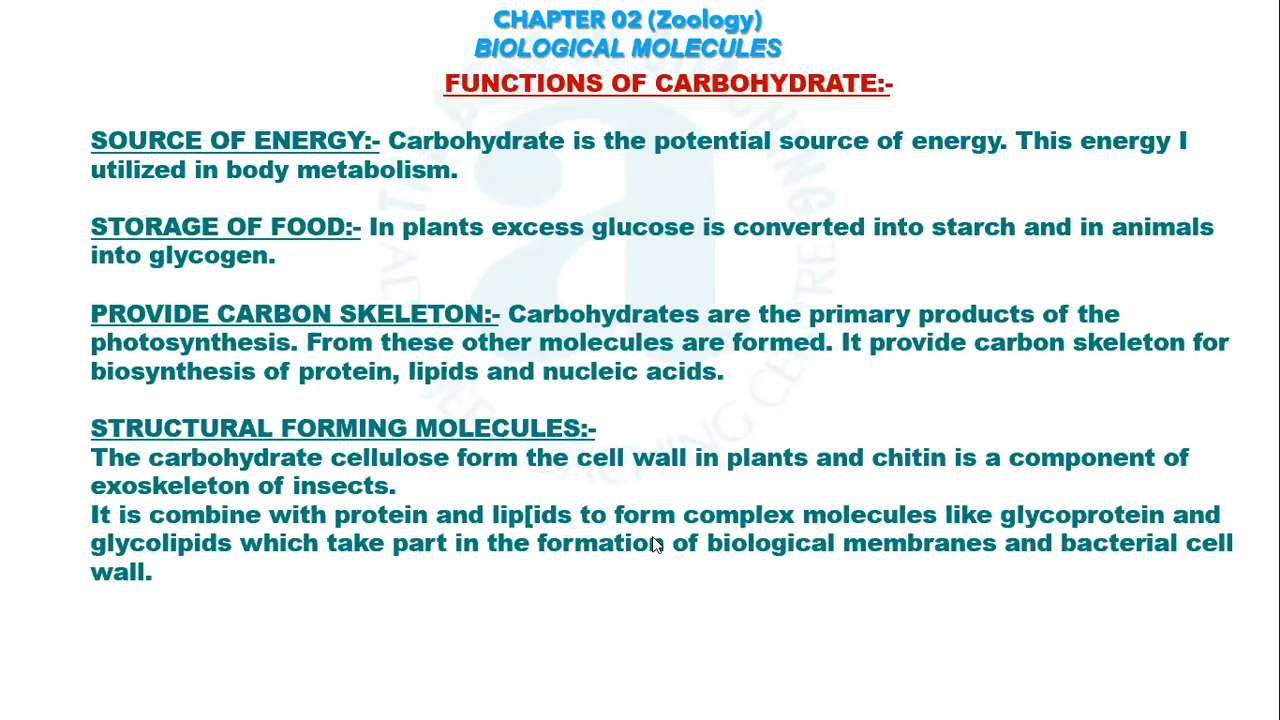 CHAPTER 02 (Zoology)
BIOLOGICAL MOLECULES
FUNCTIONS OF CARBOHYDRATE:-
SOURCE OF ENERGY:- Carbohydrate is the potential source of energy. This energy I
utilized in body metabolism.
STORAGE OF FOOD:- In plants excess glucose is converted into starch and in animals
into glycogen.
PROVIDE CARBON SKELETON:- Carbohydrates are the primary products of the
photosynthesis. From these other molecules are formed. It provide carbon skeleton for
biosynthesis of protein, lipids and nucleic acids.
STRUCTURAL FORMING MOLECULES:-
The carbohydrate cellulose form the cell wall in plants and chitin is a component of
exoskeleton of insects.
It is combine with protein and lip[ids to form complex molecules like glycoprotein and
glycolipids which take part in the formation of biological membranes and bacterial cell
wall.